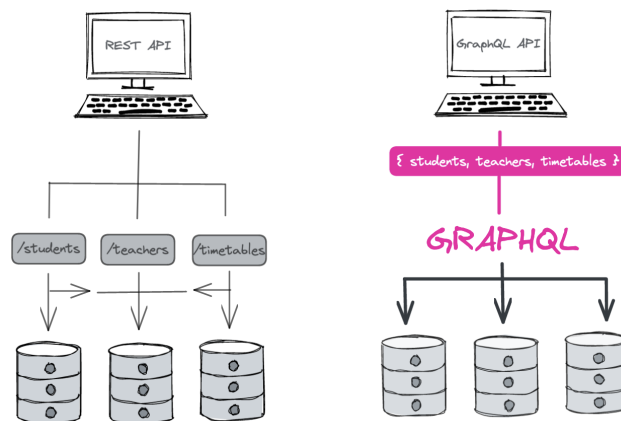 REST API
GraphQL API
{ students, teachers, timetables }
/students
/teachers
/timetables
GRAPHQL